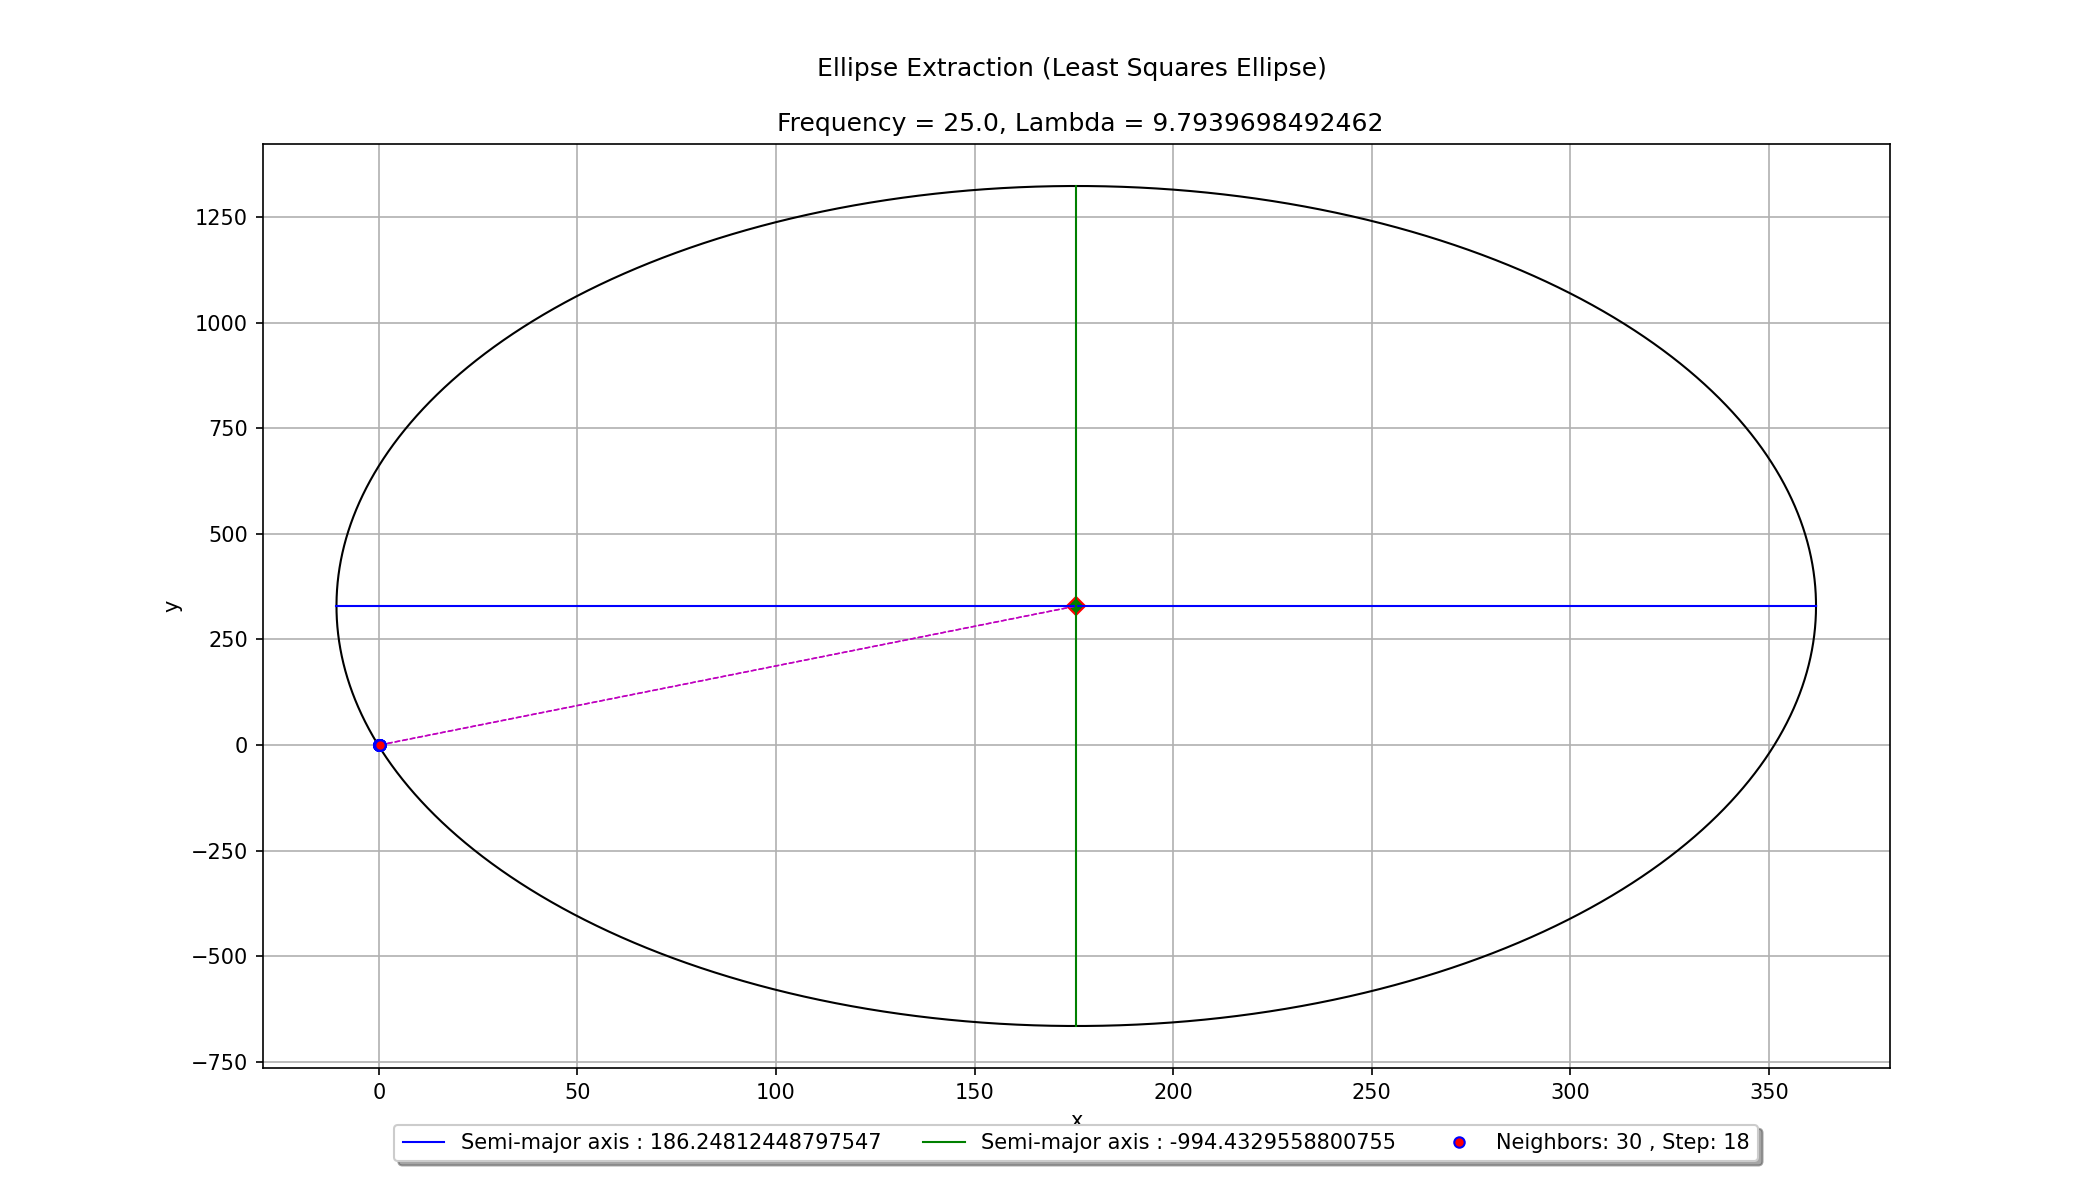 Ellipse Extraction (Least Squares Ellipse)
Frequency = 25.0, Lambda = 9.7939698492462
1250
1000
750
500
250
0
−250
−500
−750
y
0 50 100 150 200 250 300 350
x
Semi-major axis : 186.24812448797547 Semi-major axis : -994.4329558800755 Neighbors: 30 , Step: 18